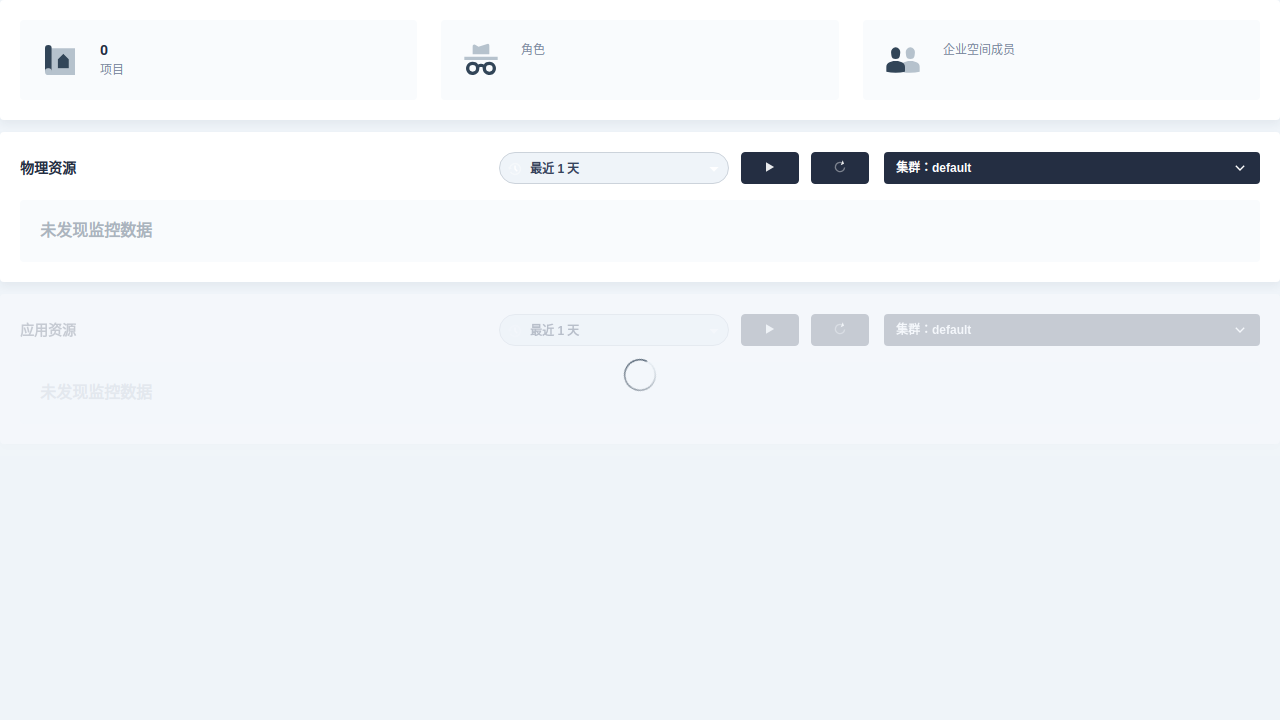 0
项目
角色
企业空间成员
物理资源
最近 1 天
集群：default
未发现监控数据
应用资源
最近 1 天
集群：default
未发现监控数据